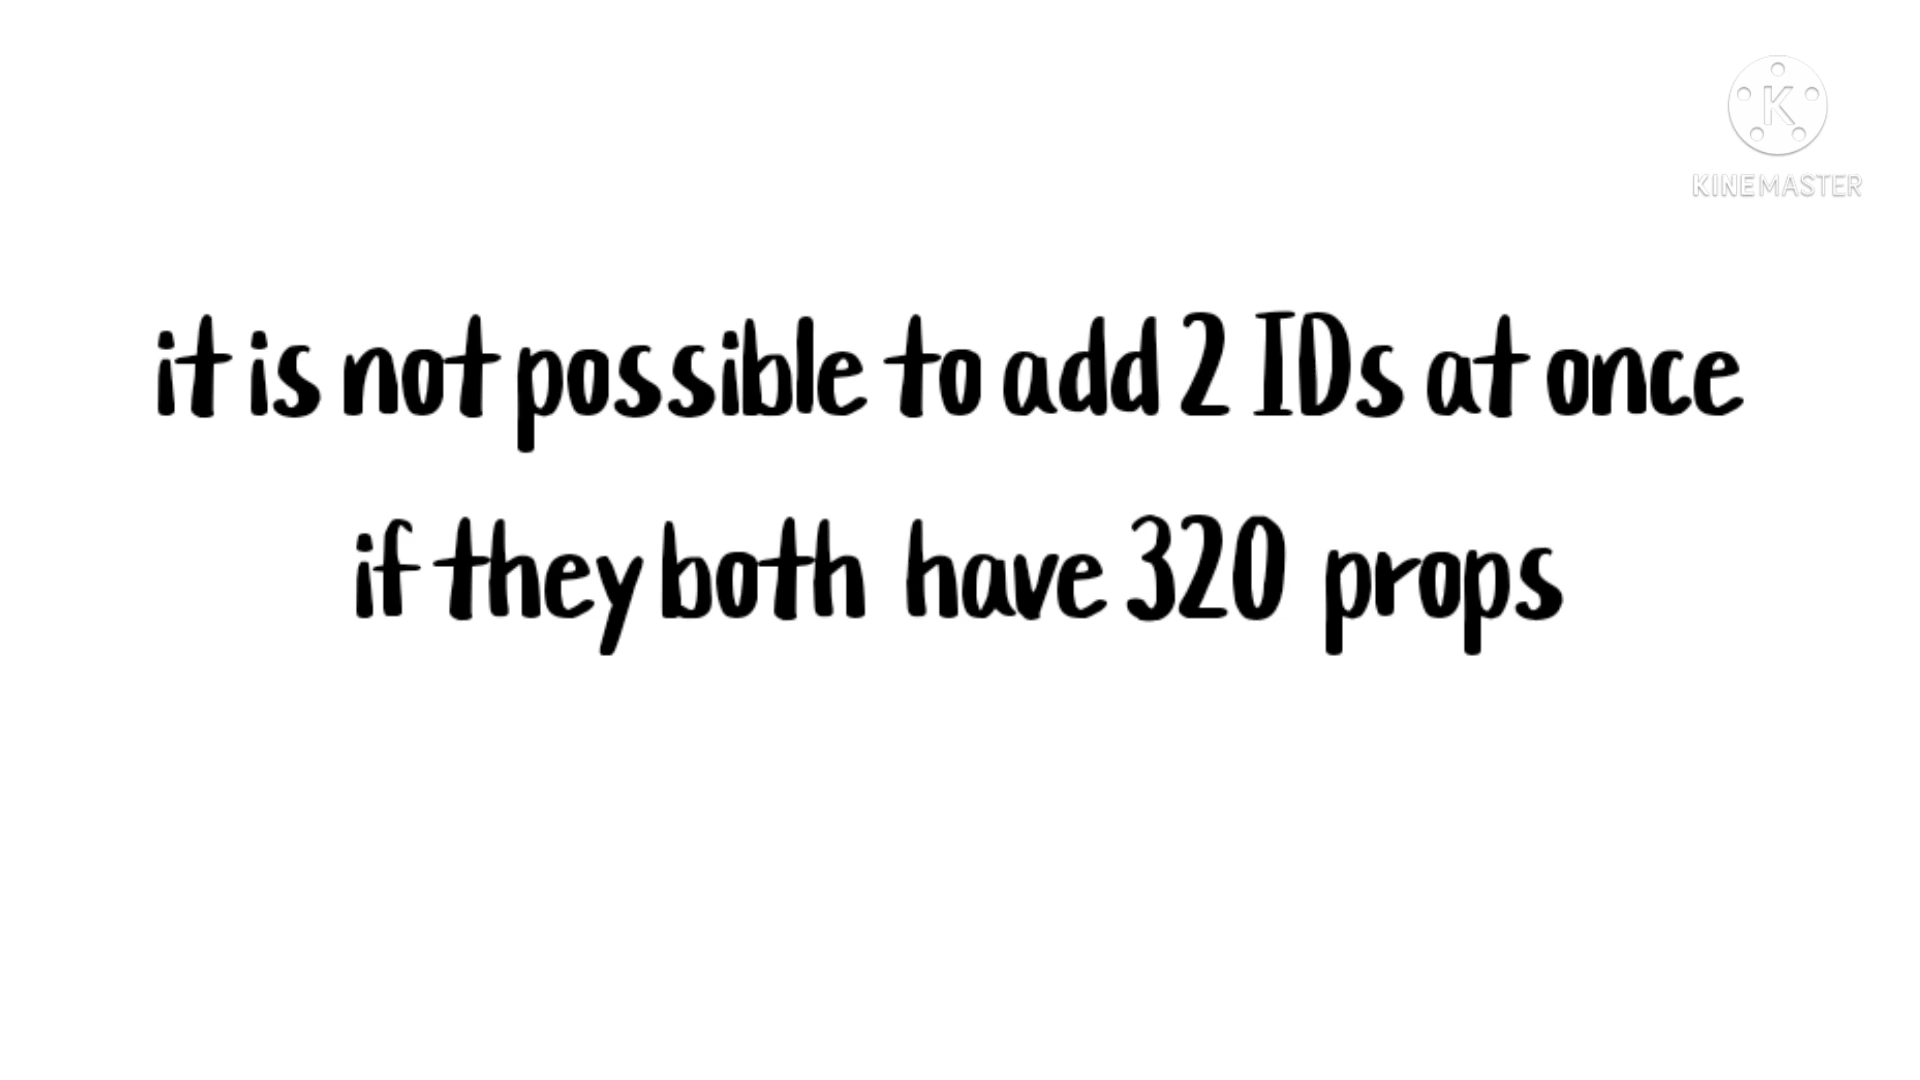 K
KINEMASTER
it is not possible to add 2 IDs at once
if they both have 320 props